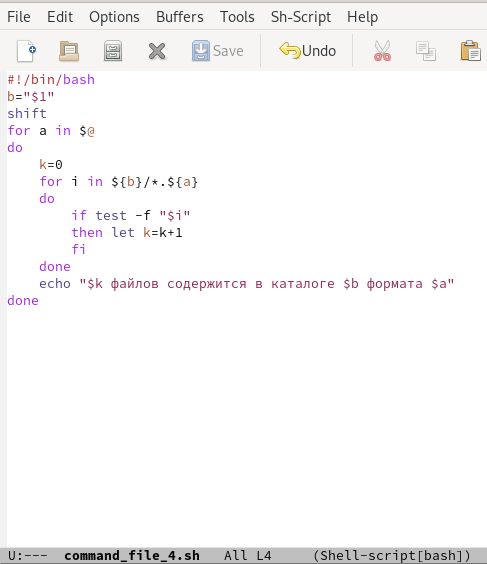 File Edit Options Buffers Tools Sh-Script Help
Save Undo
#!/bin/bash
b="$1"
shift
for a in $@
do
    k=0
    for i in ${b}/*.${a}
    do
        if test -f "$i"
        then let k=k+1
        fi
    done
    echo "$k файлов содержится в каталоге $b формата $a"
done
U:--- command_file_4.sh All L4 (Shell-script[bash])